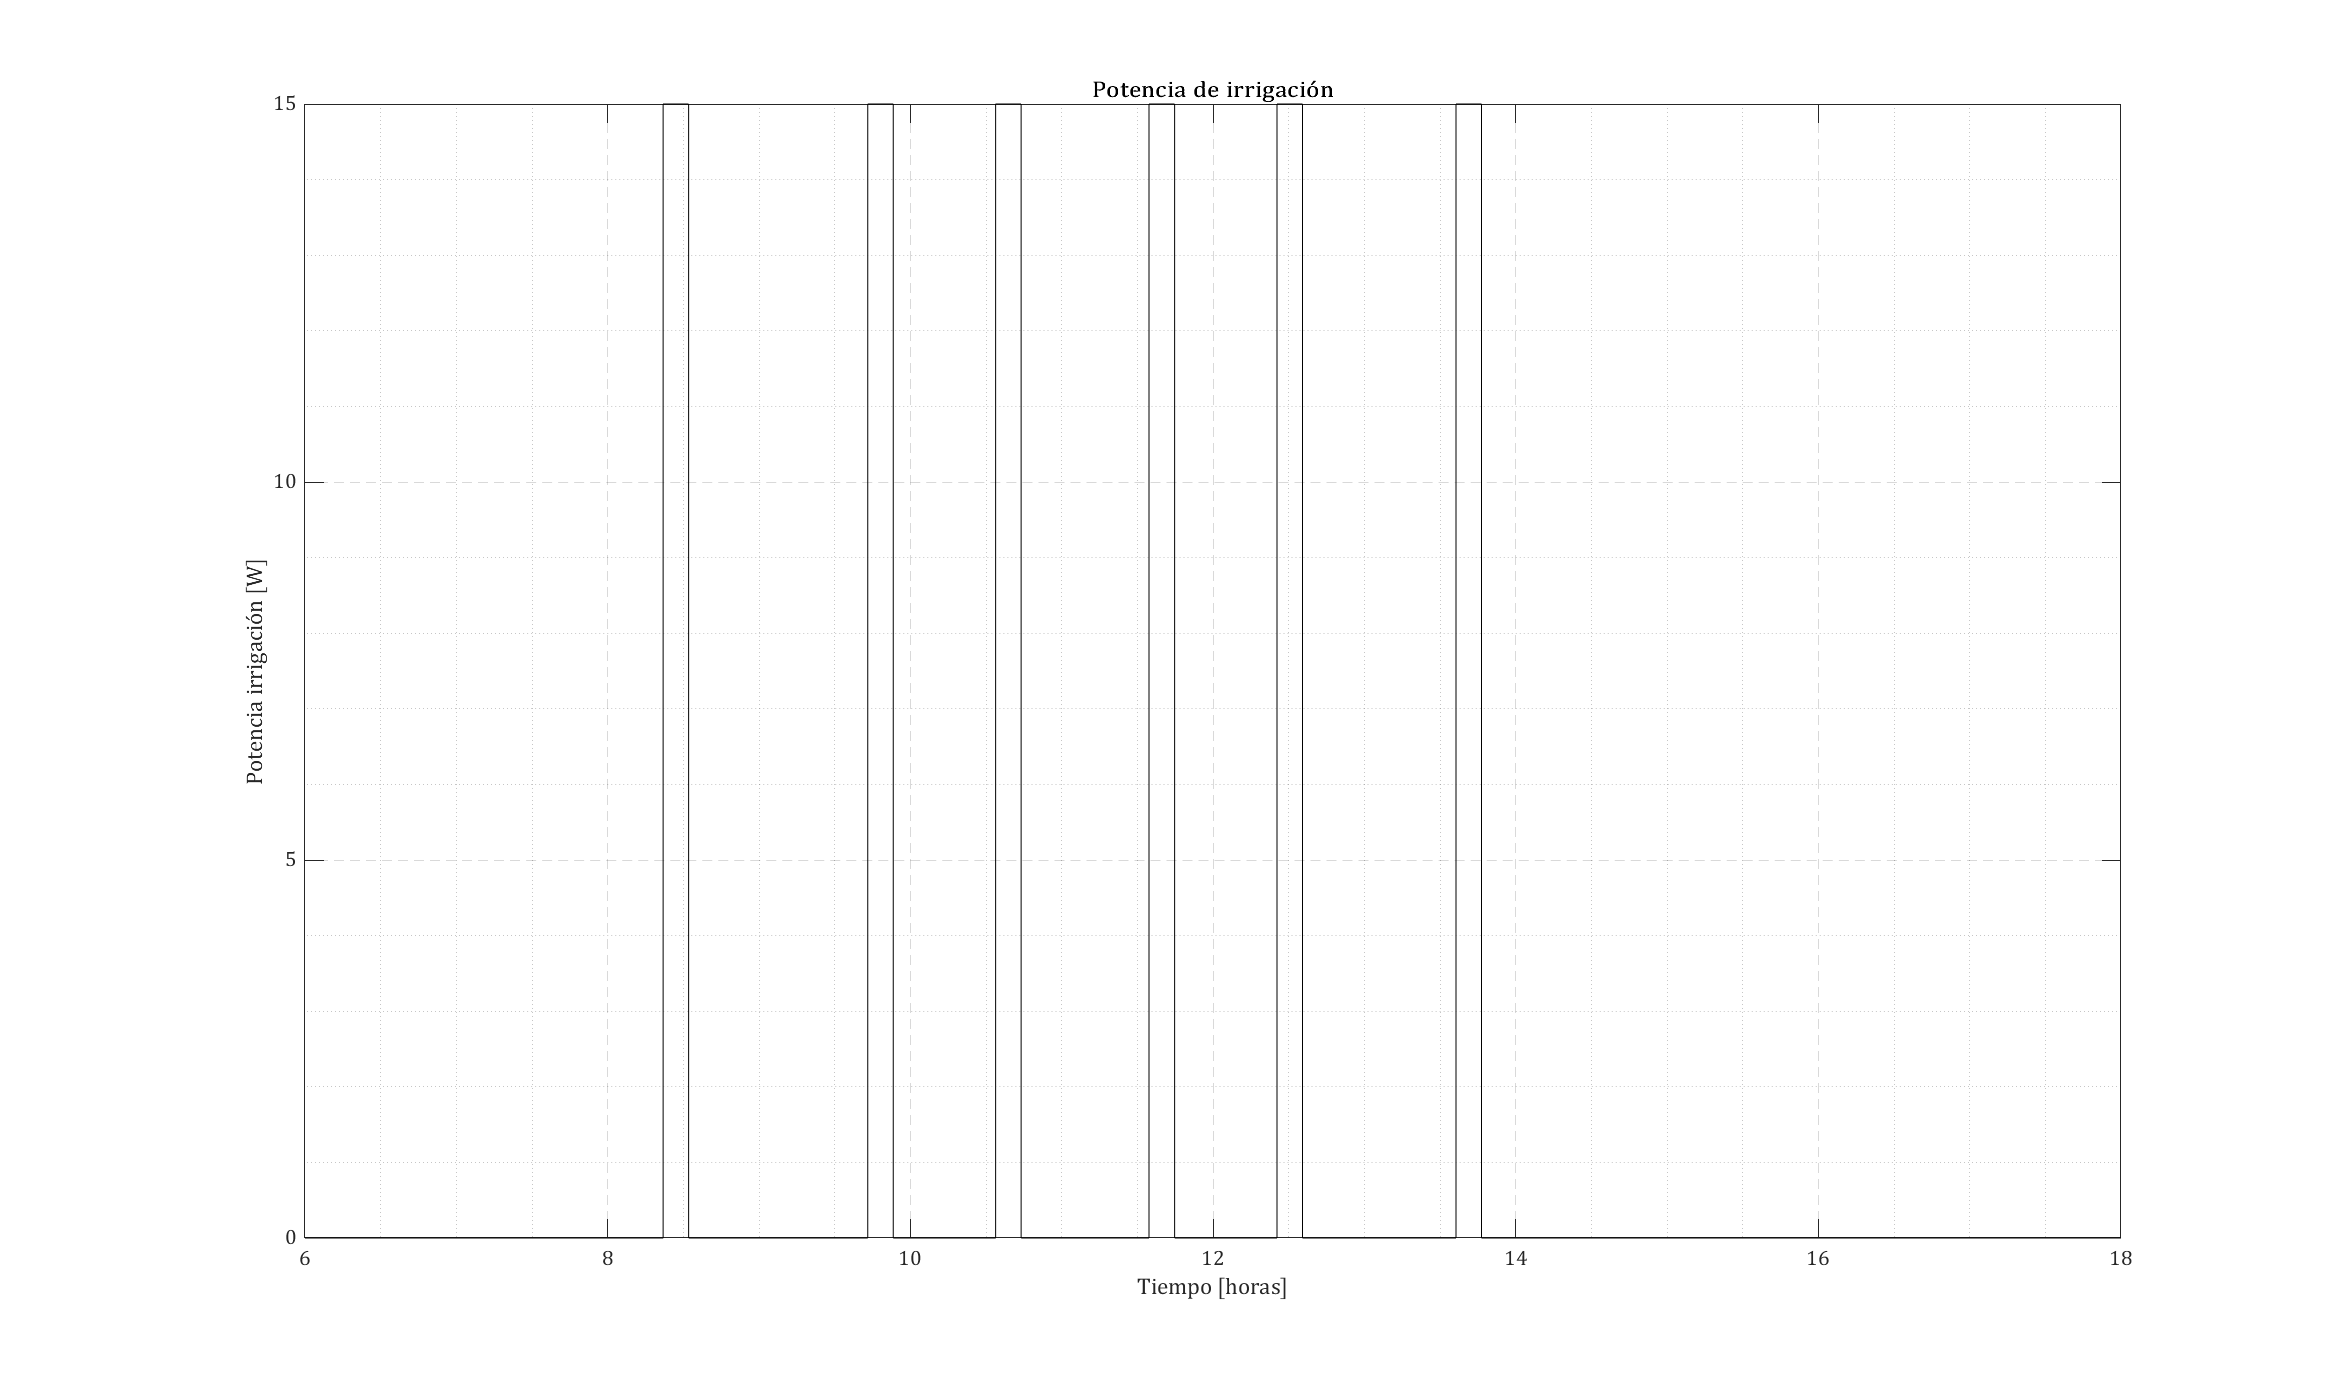 Potencia de irrigación
15
10
5
0
Potencia irrigación [W]
6 8 10 12 14 16 18
Tiempo [horas]